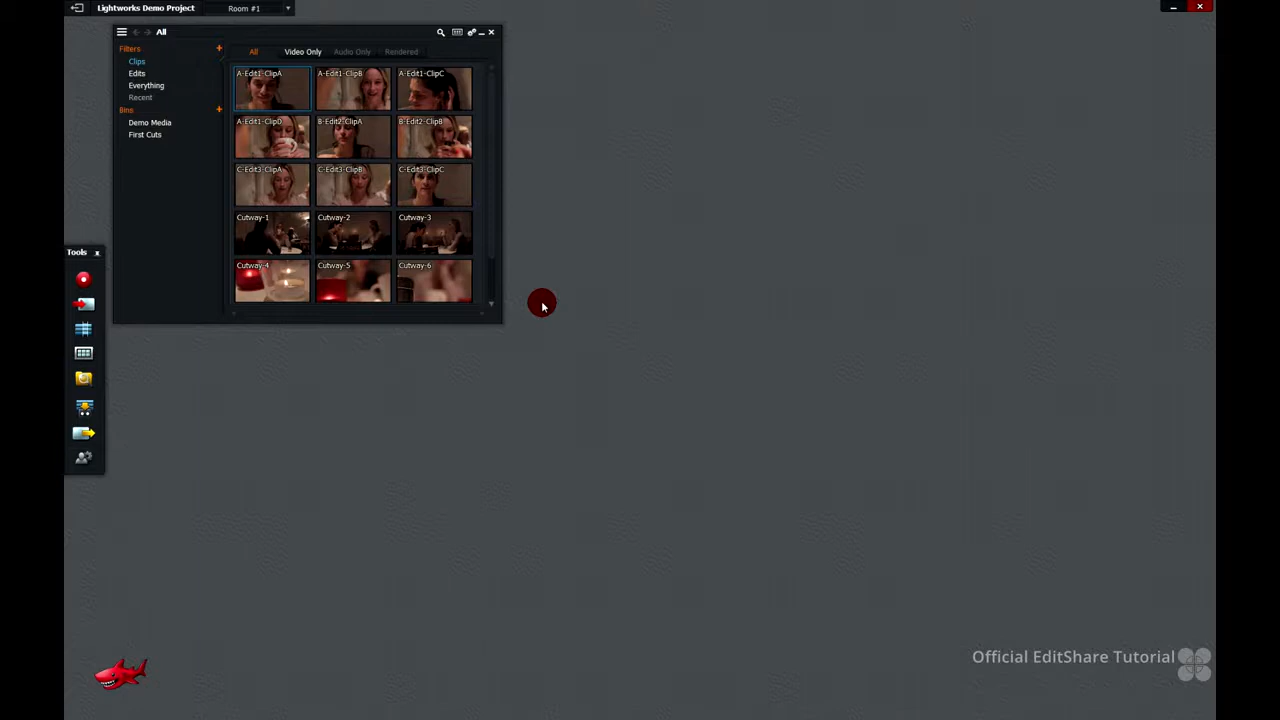 Lightworks Demo Project
Room #1
All
Filters
Clips
Edits
Everything
Recent
Bins
Demo Media
First Cuts
All
Video Only
Audio Only
Rendered
A-Edit1-ClipA
A-Edit1-ClipB
A-Edit1-ClipC
A-Edit1-ClipD
B-Edit2-ClipA
B-Edit2-ClipB
C-Edit3-ClipA
C-Edit3-ClipB
C-Edit3-ClipC
Cutway-1
Cutway-2
Cutway-3
Cutway-4
Cutway-5
Cutway-6
Tools
Official EditShare Tutorial